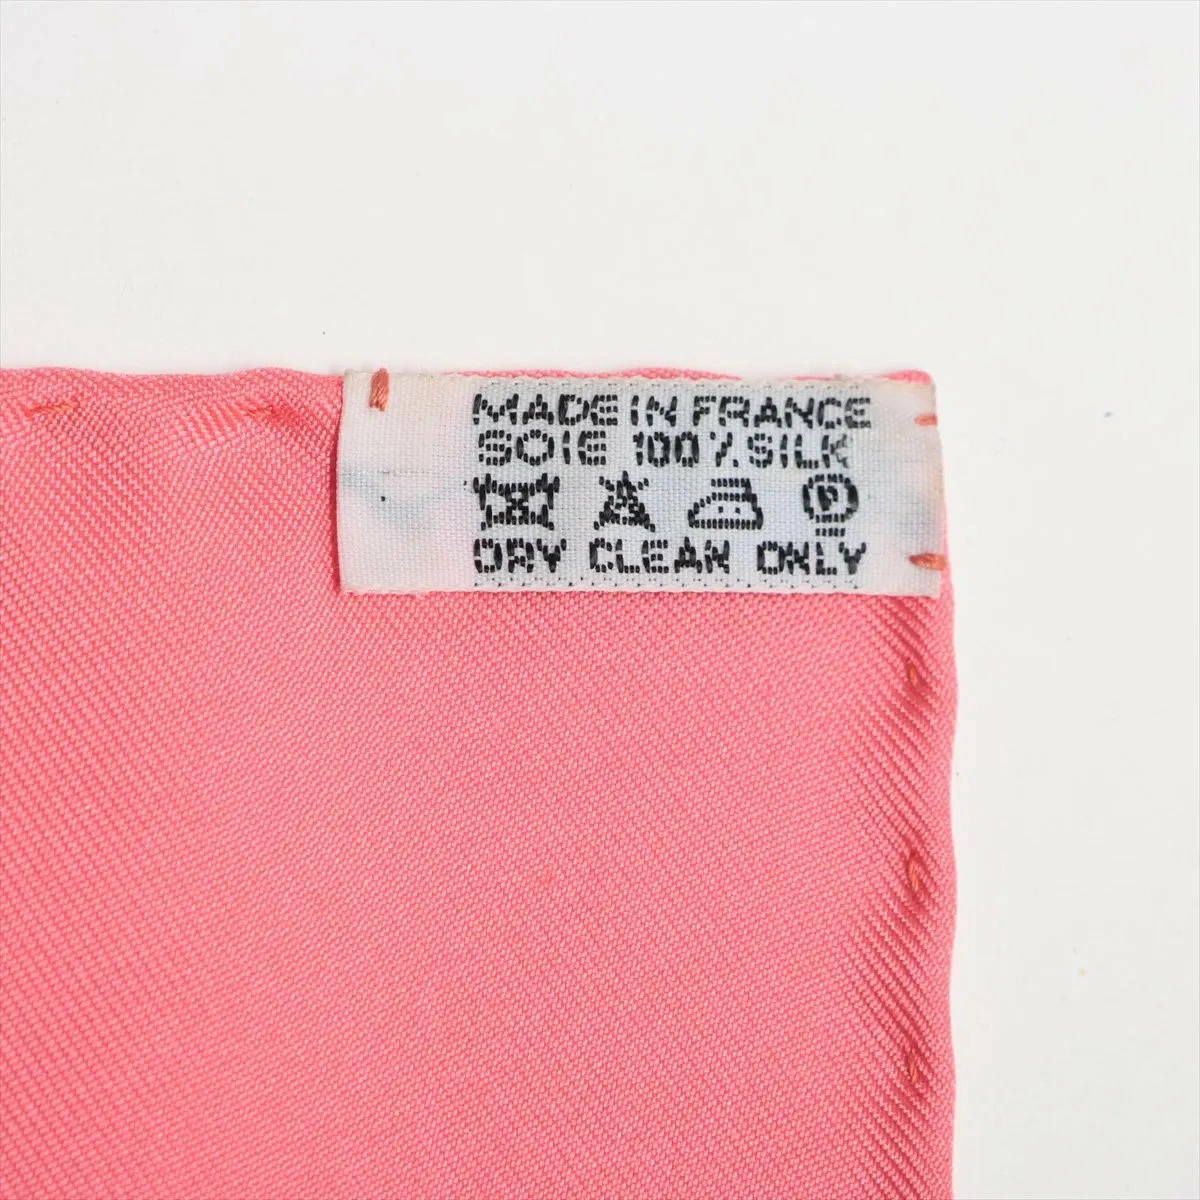 MADE IN FRANCE
SOIE 100% SILK
P
DRY CLEAN ONLY